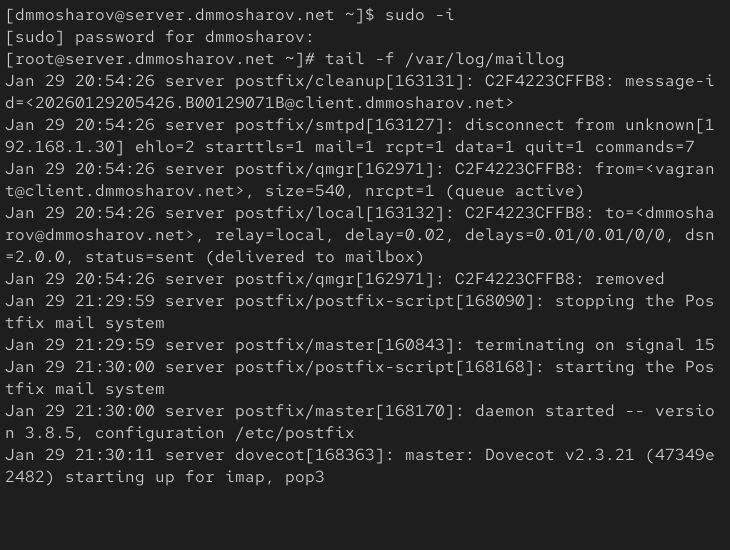 [dmmosharov@server.dmmosharov.net ~]$ sudo -i
[sudo] password for dmmosharov:
[root@server.dmmosharov.net ~]# tail -f /var/log/maillog
Jan 29 20:54:26 server postfix/cleanup[163131]: C2F4223CFFB8: message-i
d=<20260129205426.B00129071B@client.dmmosharov.net>
Jan 29 20:54:26 server postfix/smtpd[163127]: disconnect from unknown[1
92.168.1.30] ehlo=2 starttls=1 mail=1 rcpt=1 data=1 quit=1 commands=7
Jan 29 20:54:26 server postfix/qmgr[162971]: C2F4223CFFB8: from=<vagran
t@client.dmmosharov.net>, size=540, nrcpt=1 (queue active)
Jan 29 20:54:26 server postfix/local[163132]: C2F4223CFFB8: to=<dmmosha
rov@dmmosharov.net>, relay=local, delay=0.02, delays=0.01/0.01/0/0, dsn
=2.0.0, status=sent (delivered to mailbox)
Jan 29 20:54:26 server postfix/qmgr[162971]: C2F4223CFFB8: removed
Jan 29 21:29:59 server postfix/postfix-script[168090]: stopping the Pos
tfix mail system
Jan 29 21:29:59 server postfix/master[160843]: terminating on signal 15
Jan 29 21:30:00 server postfix/postfix-script[168168]: starting the Pos
tfix mail system
Jan 29 21:30:00 server postfix/master[168170]: daemon started -- versio
n 3.8.5, configuration /etc/postfix
Jan 29 21:30:11 server dovecot[168363]: master: Dovecot v2.3.21 (47349e
2482) starting up for imap, pop3